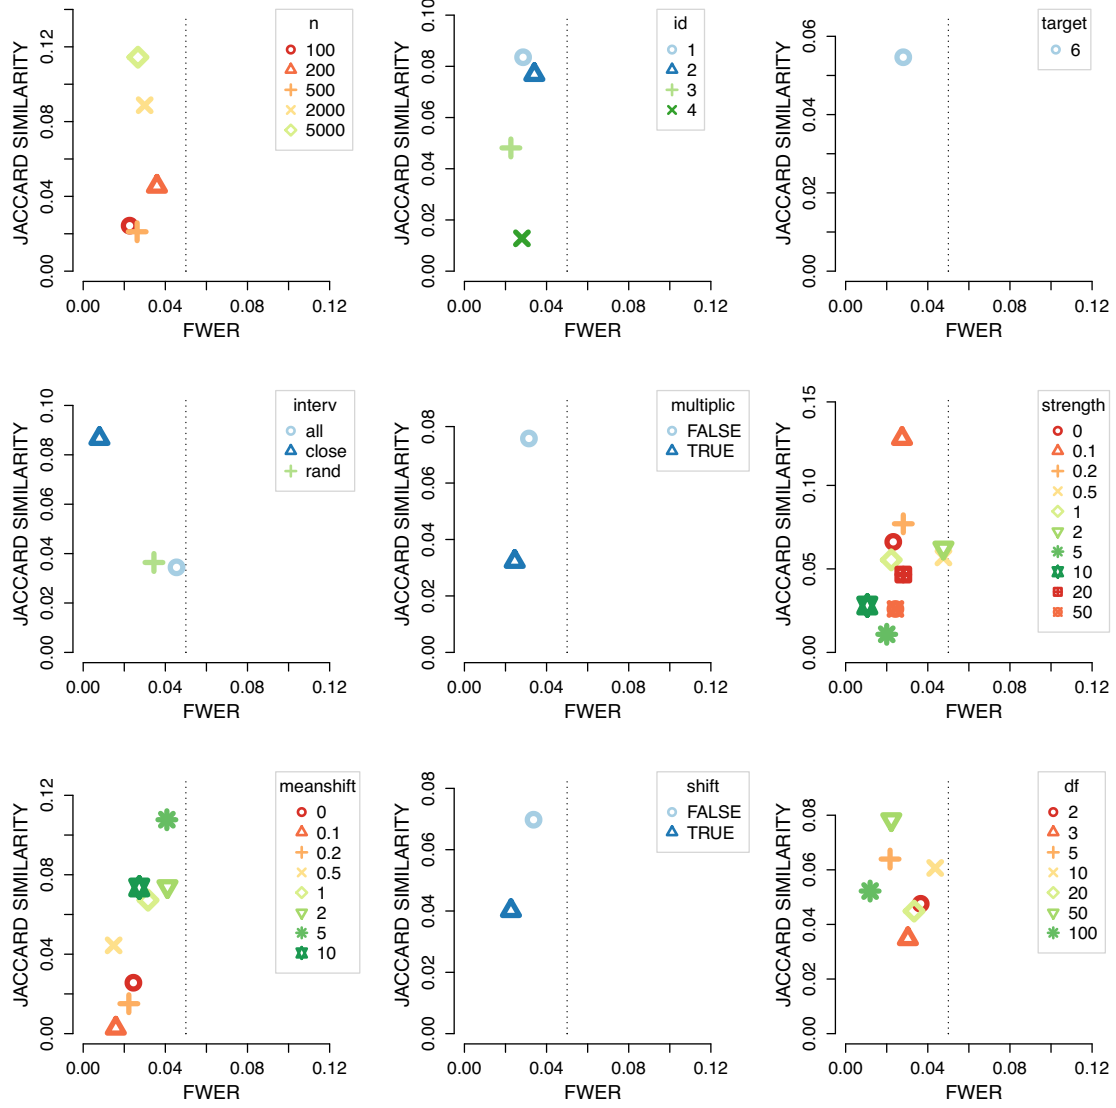 n
100
200
500
2000
5000
JACCARD SIMILARITY
0.00
0.04
0.08
0.12
0.00 0.04 0.08 0.12
FWER
id
1
2
3
4
JACCARD SIMILARITY
0.00
0.02
0.04
0.06
0.08
0.10
0.00 0.04 0.08 0.12
FWER
target
6
JACCARD SIMILARITY
0.00
0.02
0.04
0.06
0.00 0.04 0.08 0.12
FWER
interv
all
close
rand
JACCARD SIMILARITY
0.00
0.02
0.04
0.06
0.08
0.10
0.00 0.04 0.08 0.12
FWER
multiplic
FALSE
TRUE
JACCARD SIMILARITY
0.00
0.02
0.04
0.06
0.08
0.00 0.04 0.08 0.12
FWER
strength
0
0.1
0.2
0.5
1
2
5
10
20
50
JACCARD SIMILARITY
0.00
0.05
0.10
0.15
0.00 0.04 0.08 0.12
FWER
meanshift
0
0.1
0.2
0.5
1
2
5
10
JACCARD SIMILARITY
0.00
0.04
0.08
0.12
0.00 0.04 0.08 0.12
FWER
shift
FALSE
TRUE
JACCARD SIMILARITY
0.00
0.02
0.04
0.06
0.08
0.00 0.04 0.08 0.12
FWER
df
2
3
5
10
20
50
100
JACCARD SIMILARITY
0.00
0.02
0.04
0.06
0.08
0.00 0.04 0.08 0.12
FWER